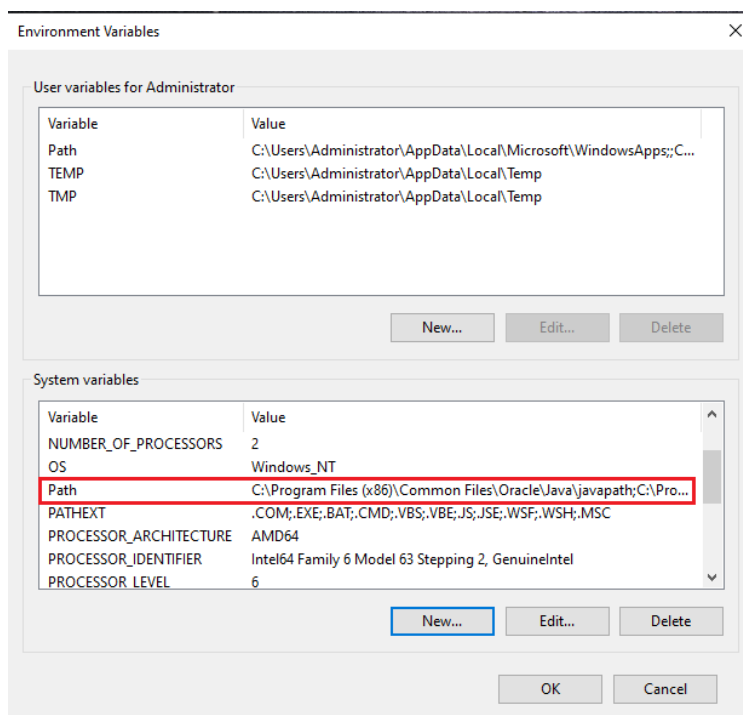 Environment Variables
User variables for Administrator
Variable Value
Path C:\Users\Administrator\AppData\Local\Microsoft\WindowsApps;;C...
TEMP C:\Users\Administrator\AppData\Local\Temp
TMP C:\Users\Administrator\AppData\Local\Temp
New... Edit... Delete
System variables
Variable Value
NUMBER_OF_PROCESSORS 2
OS Windows_NT
Path C:\Program Files (x86)\Common Files\Oracle\Java\javapath;C:\Pro...
PATHEXT .COM;.EXE;.BAT;.CMD;.VBS;.VBE;.JS;.JSE;.WSF;.WSH;.MSC
PROCESSOR_ARCHITECTURE AMD64
PROCESSOR_IDENTIFIER Intel64 Family 6 Model 63 Stepping 2, GenuineIntel
PROCESSOR_LEVEL 6
New... Edit... Delete
OK Cancel